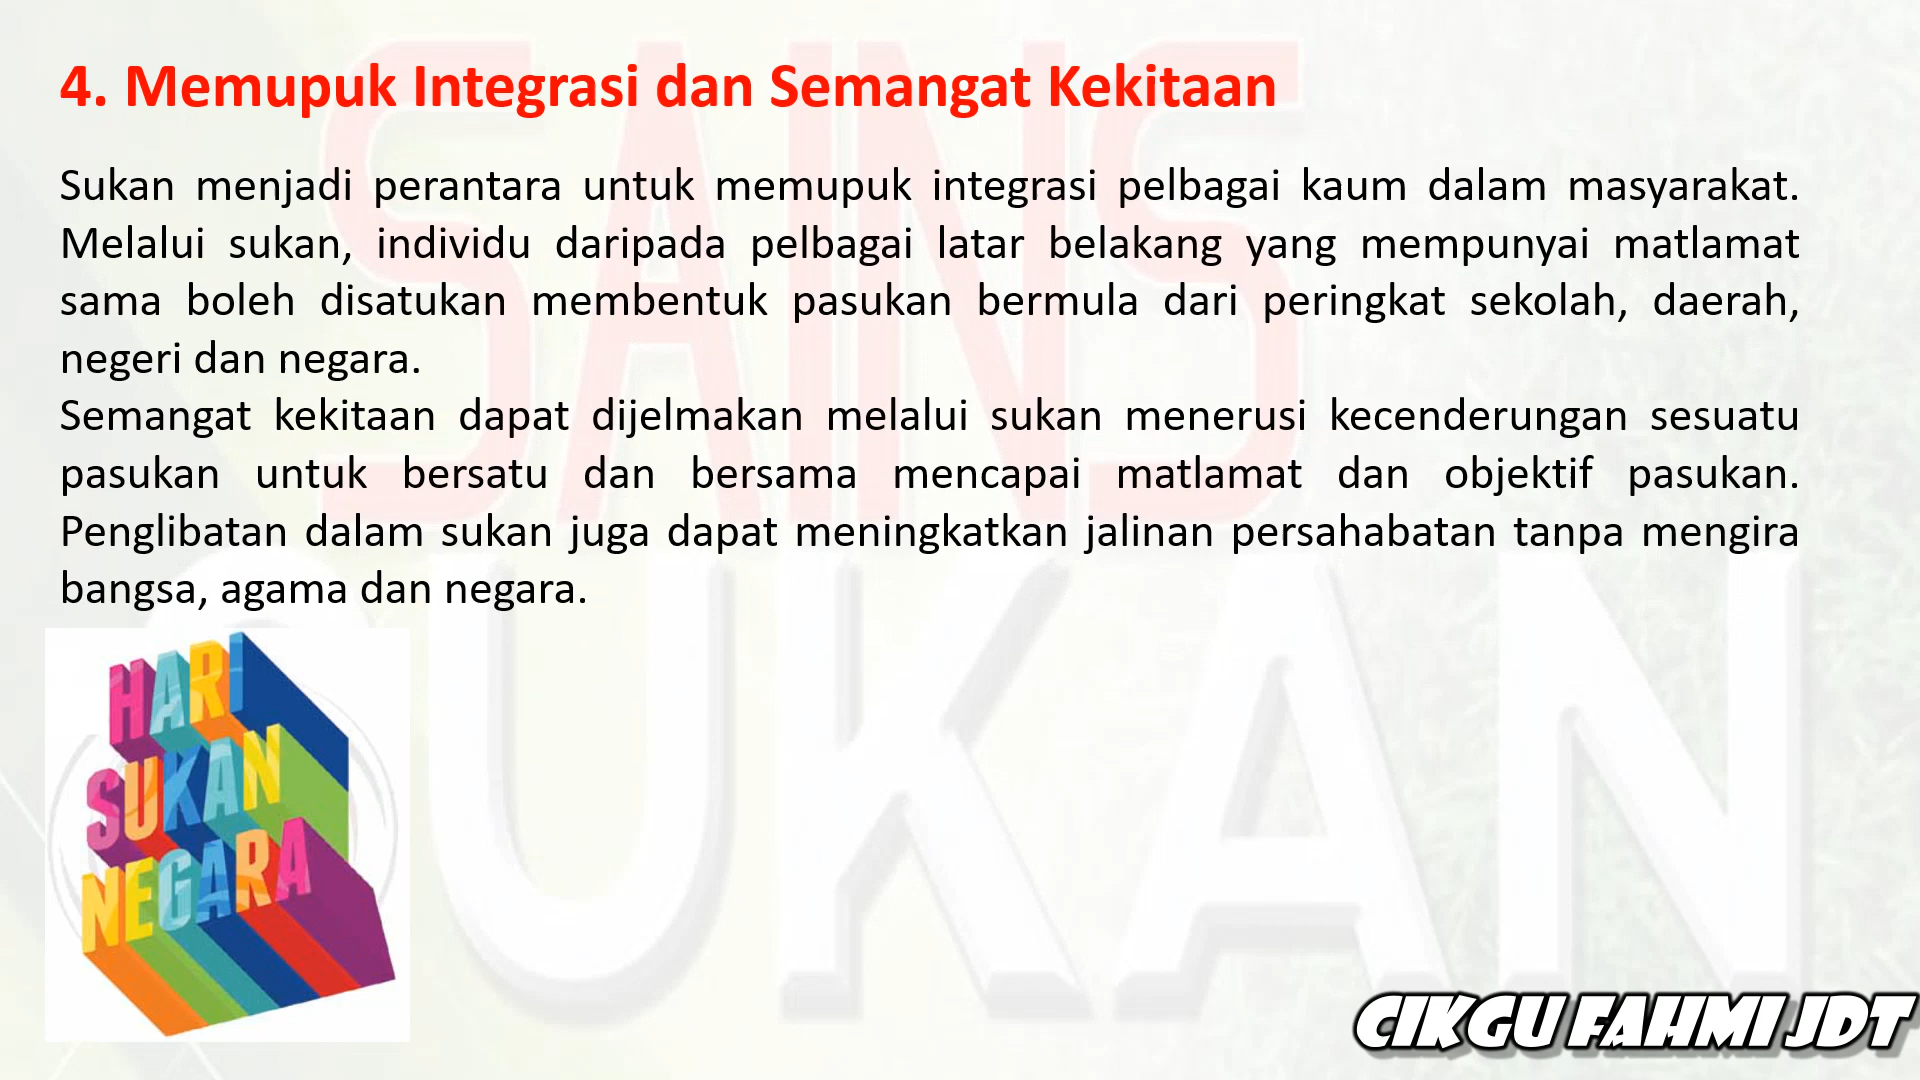 4. Memupuk Integrasi dan Semangat Kekitaan
Sukan menjadi perantara untuk memupuk integrasi pelbagai kaum dalam masyarakat.
Melalui sukan, individu daripada pelbagai latar belakang yang mempunyai matlamat
sama boleh disatukan membentuk pasukan bermula dari peringkat sekolah, daerah,
negeri dan negara.
Semangat kekitaan dapat dijelmakan melalui sukan menerusi kecenderungan sesuatu
pasukan untuk bersatu dan bersama mencapai matlamat dan objektif pasukan.
Penglibatan dalam sukan juga dapat meningkatkan jalinan persahabatan tanpa mengira
bangsa, agama dan negara.
HARI
SUKAN
NEGARA
SAINS
SUKAN
CIKGU FAHMI JDT